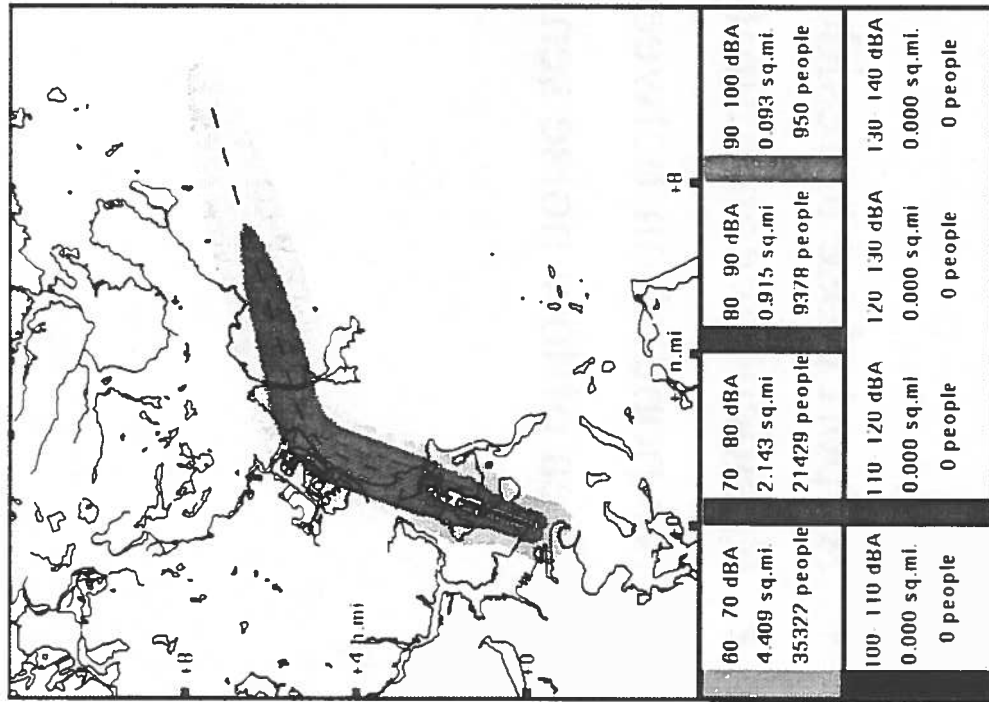 +8
+4 n.mi
+0
+0
+4 n.mi
+8
60 - 70 dBA
4.409 sq.mi.
35322 people
70 80 dBA
2.143 sq.mi
21429 people
80 90 dBA
0.915 sq.mi
9378 people
90 - 100 dBA
0.093 sq.mi.
950 people
100- 110 dBA
0.000 sq.mi.
0 people
110 - 120 dBA
0.000 sq.mi
0 people
120 130 dBA
0.000 sq.mi
0 people
130- 140 dBA
0.000 sq.mi.
0 people